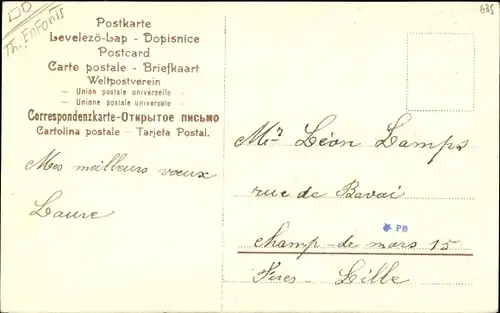 Th. Enfants
835
Postkarte
Levelező-Lap - Dopisnice
Postcard
Carte postale - Briefkaart
Weltpostverein
— Union postale universelle —
— Unione postale universale —
Correspondenzkarte-Открытое письмо
Cartolina postale — Tarjeta Postal.
Mes meilleurs vœux
Laure
Mr Léon Lamps
rue de Bavai
PB
champ-de mars 15
Fives - Lille